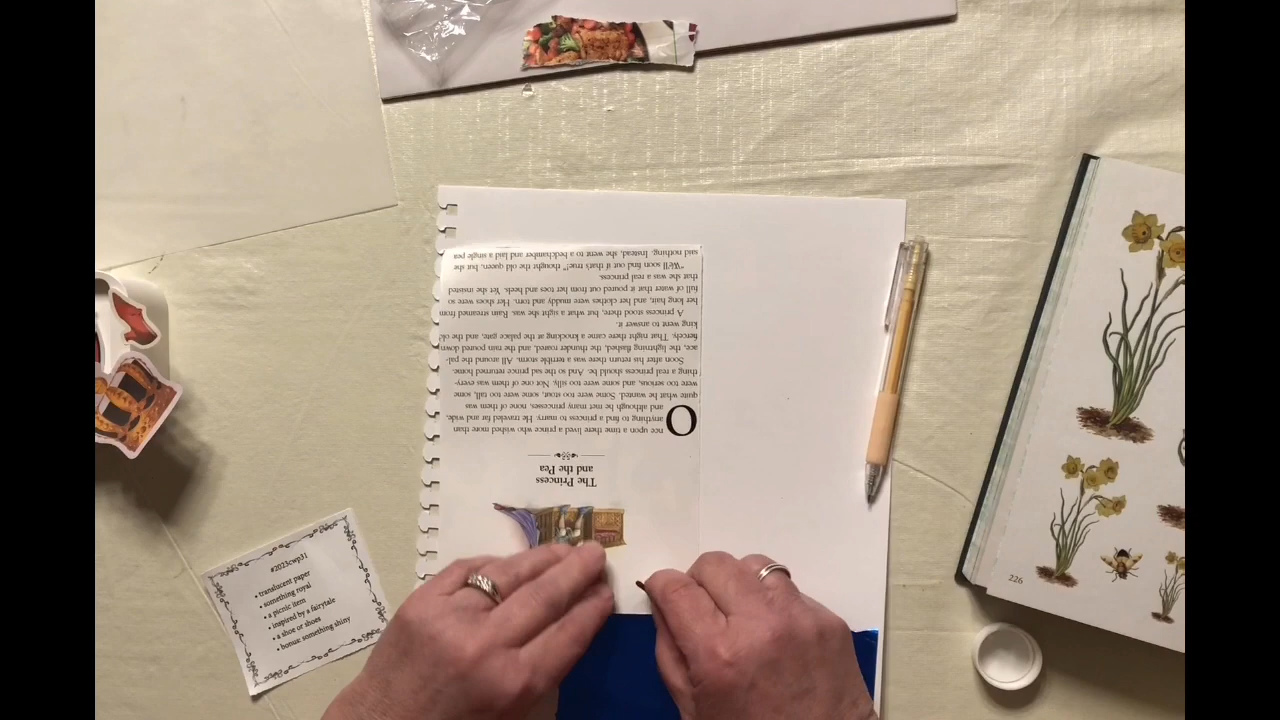 The Princess
and the Pea
Once upon a time there lived a prince who wished more than
anything to find a princess to marry. He traveled far and wide,
and although he met many princesses, none of them was
quite what he wanted. Some were too stout, some were too tall, some
were too serious, and some were too silly. Not one of them was every-
thing a real princess should be. And so the sad prince returned home.
Soon after his return there was a terrible storm. All around the pal-
ace, the lightning flashed, the thunder roared, and the rain poured down
fiercely. That night there came a knocking at the palace gate, and the old
king went to answer it.
A princess stood there, but what a sight she was. Rain streamed from
her long hair, and her clothes were muddy and torn. Her shoes were so
full of water that it poured out from her toes and heels. Yet she insisted
that she was a real princess.
"We'll soon find out if that's true!" thought the old queen, but she
said nothing. Instead, she went to a bedchamber and laid a single pea
#2023cwp31
• translucent paper
• something royal
• a picnic item
• inspired by a fairytale
• a shoe or shoes
• bonus: something shiny
226